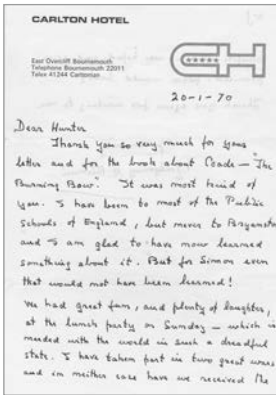 CARLTON HOTEL
East Overcliff Bournemouth
Telephone Bournemouth 22011
Telex 41244 Carltonian
20-1-70
Dear Hunter
Thank you so very much for your
letter and for the book about Coade - "The
Burning Bow". It was most kind of
you. I have been to most of the Public
Schools of England, but never to Bryanston
and I am glad to have now learned
something about it. But for Simon even
that would not have been learned!
We had great fun, and plenty of laughter,
at the lunch party on Sunday - which is
needed with the world in such a dreadful
state. I have taken part in two great wars
and in neither case have we received the